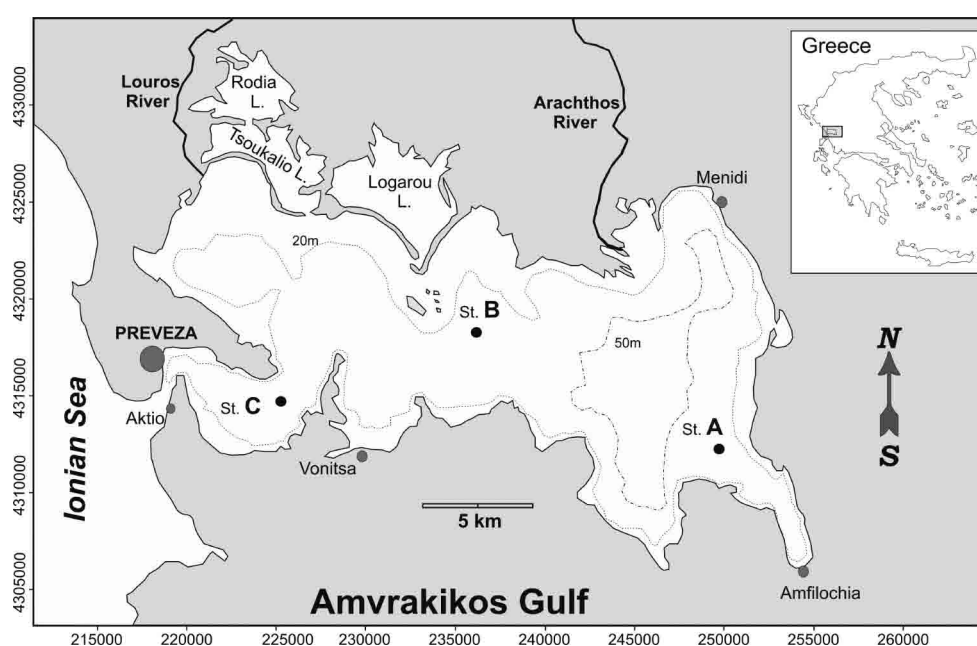 Greece
Louros
River
Rodia
L.
Tsoukalio L.
Logarou
L.
Arachthos
River
Menidi
20m
St. B
50m
PREVEZA
St. C
St. A
Aktio
Vonitsa
Ionian Sea
5 km
Amfilochia
Amvrakikos Gulf
N
S
4330000
4325000
4320000
4315000
4310000
4305000
215000 220000 225000 230000 235000 240000 245000 250000 255000 260000